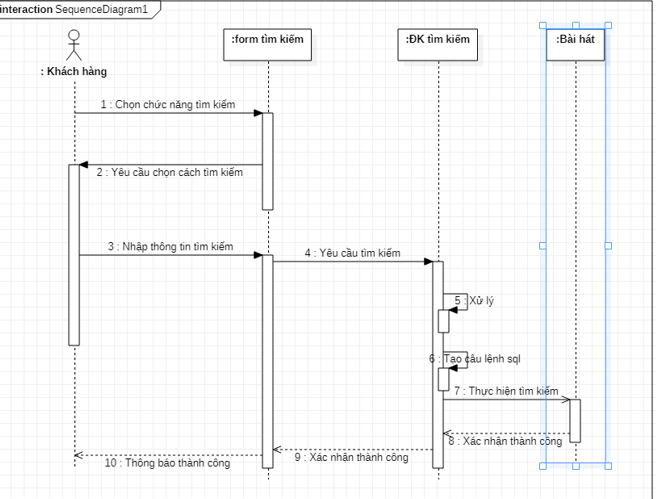 interaction SequenceDiagram1
: Khách hàng
:form tìm kiếm
:ĐK tìm kiếm
:Bài hát
1 : Chọn chức năng tìm kiếm
2 : Yêu cầu chọn cách tìm kiếm
3 : Nhập thông tin tìm kiếm
4 : Yêu cầu tìm kiếm
5 : Xử lý
6 : Tạo câu lệnh sql
7 : Thực hiện tìm kiếm
8 : Xác nhận thành công
9 : Xác nhận thành công
10 : Thông báo thành công